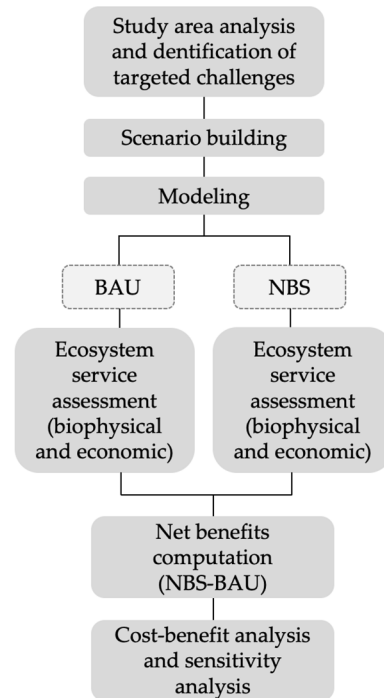 Study area analysis
and dentification of
targeted challenges
Scenario building
Modeling
BAU
NBS
Ecosystem
service
assessment
(biophysical
and economic)
Ecosystem
service
assessment
(biophysical
and economic)
Net benefits
computation
(NBS-BAU)
Cost-benefit analysis
and sensitivity
analysis